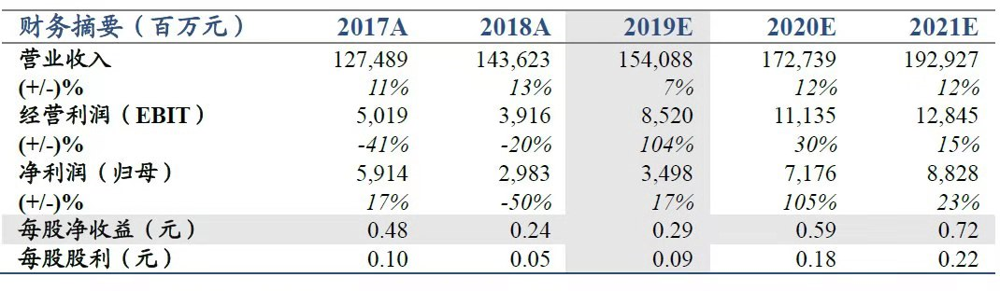 财务摘要（百万元） 2017A 2018A 2019E 2020E 2021E
营业收入 127,489 143,623 154,088 172,739 192,927
(+/-)% 11% 13% 7% 12% 12%
经营利润（EBIT） 5,019 3,916 8,520 11,135 12,845
(+/-)% -41% -20% 104% 30% 15%
净利润（归母） 5,914 2,983 3,498 7,176 8,828
(+/-)% 17% -50% 17% 105% 23%
每股净收益（元） 0.48 0.24 0.29 0.59 0.72
每股股利（元） 0.10 0.05 0.09 0.18 0.22